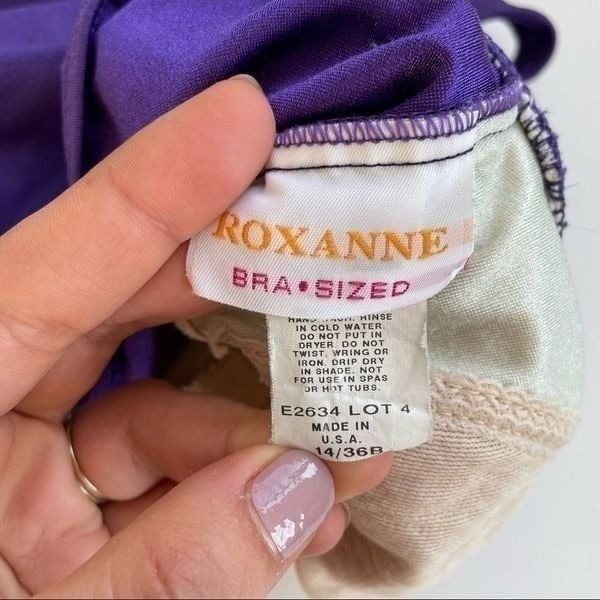 ROXANNE
BRA•SIZED
HAND WASH. RINSE
IN COLD WATER.
DO NOT PUT IN
DRYER. DO NOT
TWIST, WRING OR
IRON. DRIP DRY
IN SHADE. NOT
FOR USE IN SPAS
OR HOT TUBS.
E2634 LOT 4
MADE IN
U.S.A.
14/36B